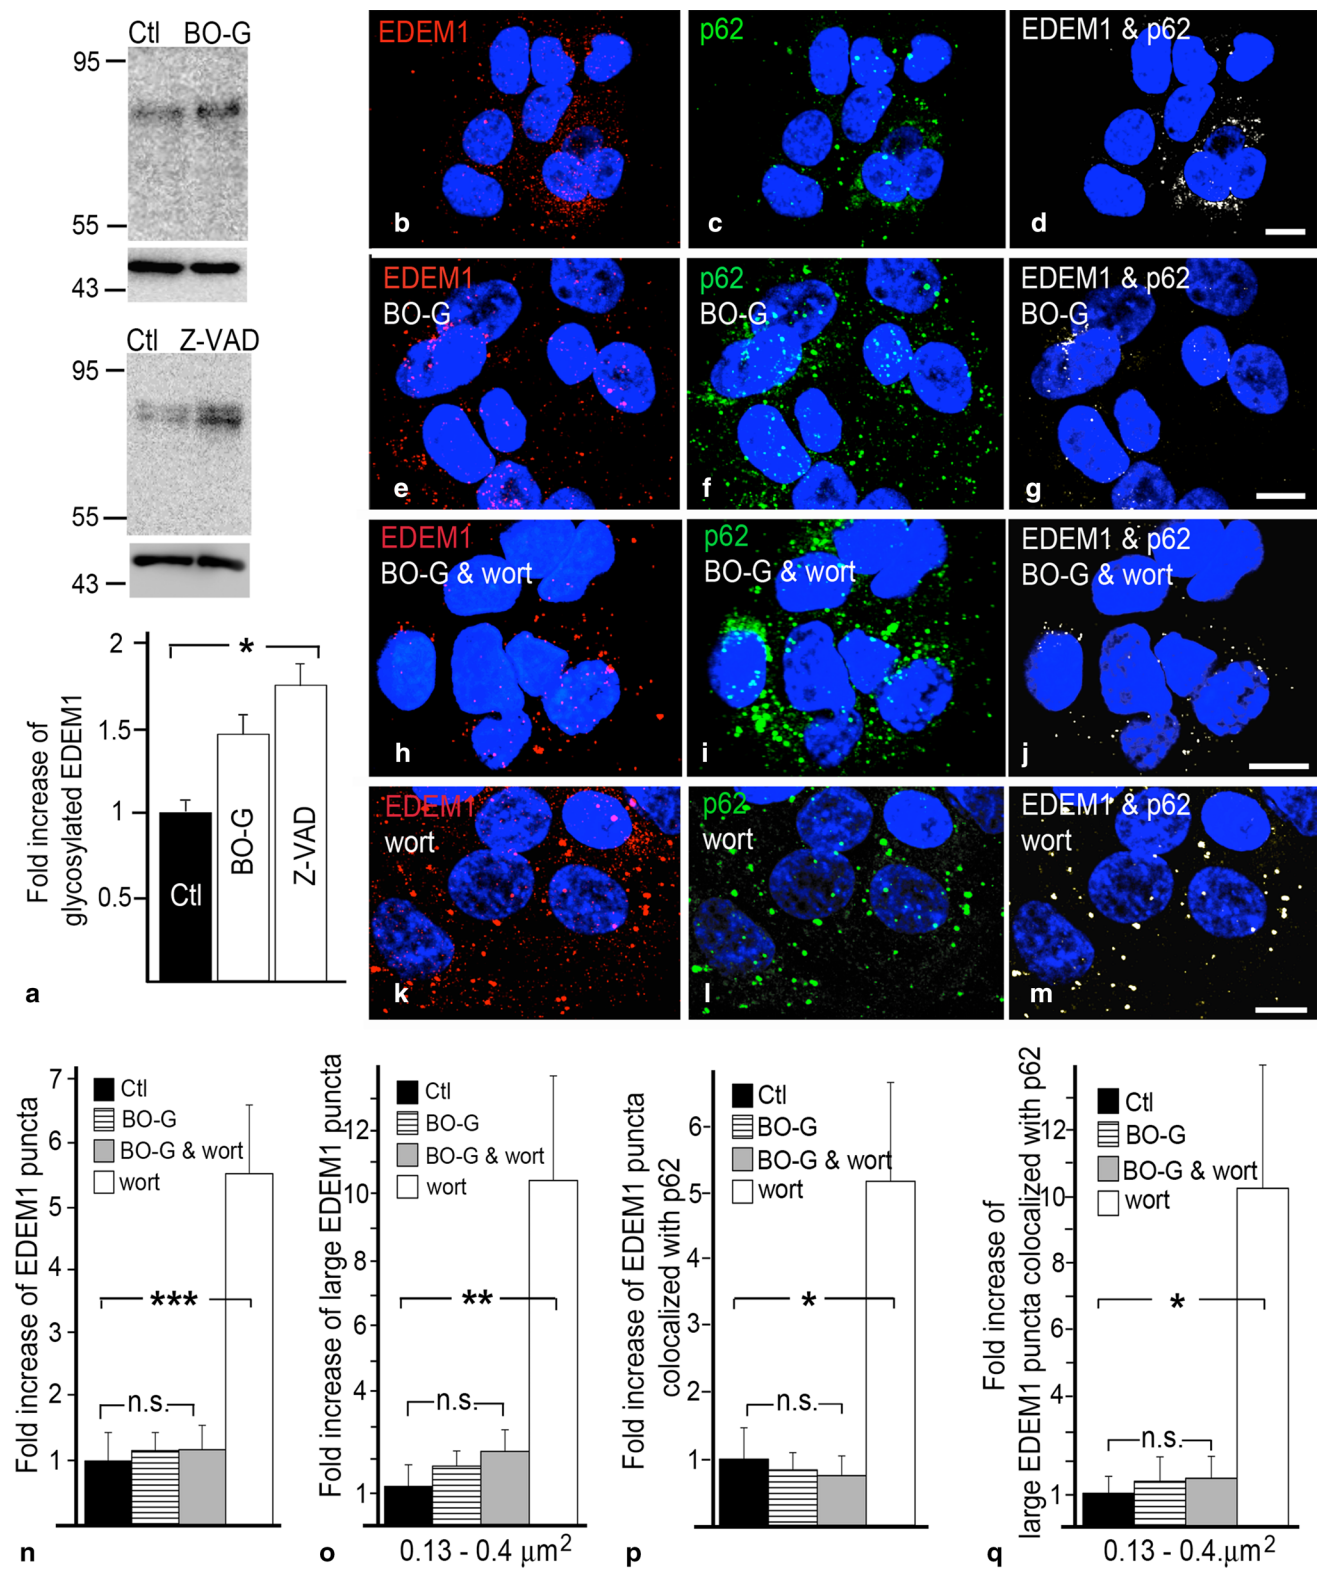 Ctl BO-G
95
55
43
Ctl Z-VAD
95
55
43
2
1.5
1
0.5
Fold increase of
glycosylated EDEM1
*
Ctl
BO-G
Z-VAD
a
EDEM1
b
p62
c
EDEM1 & p62
d
EDEM1
BO-G
e
p62
BO-G
f
EDEM1 & p62
BO-G
g
EDEM1
BO-G & wort
h
p62
BO-G & wort
i
EDEM1 & p62
BO-G & wort
j
EDEM1
wort
k
p62
wort
l
EDEM1 & p62
wort
m
Fold increase of EDEM1 puncta
7
6
5
4
3
2
1
Ctl
BO-G
BO-G & wort
wort
***
n.s.
n
Fold increase of large EDEM1 puncta
12
10
8
6
4
1
Ctl
BO-G
BO-G & wort
wort
**
n.s.
0.13 - 0.4 µm2
o
Fold increase of EDEM1 puncta
colocalized with p62
6
5
4
3
2
1
Ctl
BO-G
BO-G & wort
wort
*
n.s.
p
Fold increase of
large EDEM1 puncta colocalized with p62
12
10
8
6
4
1
Ctl
BO-G
BO-G & wort
wort
*
n.s.
0.13 - 0.4.µm2
q